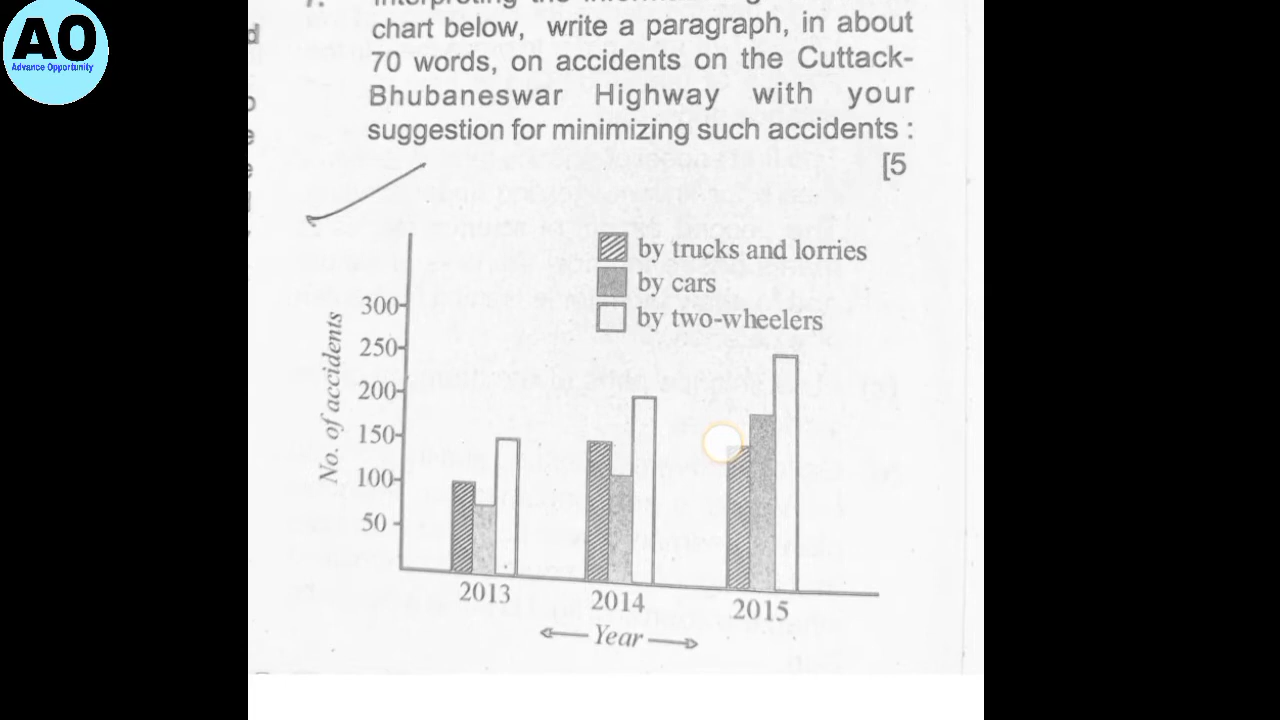 AO
Advance Opportunity
chart below, write a paragraph, in about
70 words, on accidents on the Cuttack-
Bhubaneswar Highway with your
suggestion for minimizing such accidents :
[5
by trucks and lorries
by cars
by two-wheelers
No. of accidents
300
250
200
150
100
50
2013
2014
2015
Year